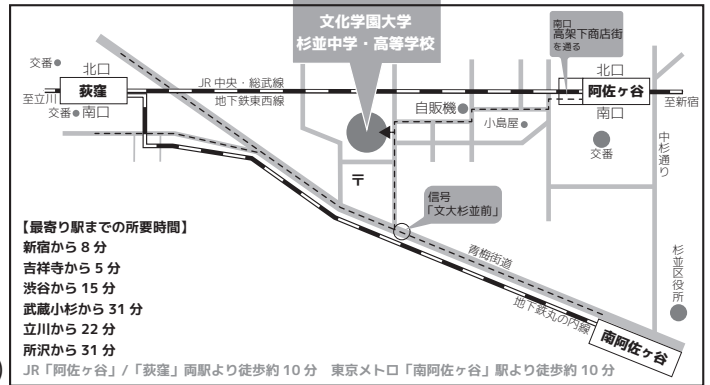 文化学園大学
杉並中学・高等学校
南口
高架下商店街
を通る
交番
北口
荻窪
JR 中央・総武線
地下鉄東西線
至立川
交番
南口
自販機
小島屋
北口
阿佐ヶ谷
南口
至新宿
交番
中杉通り
〒
信号
「文大杉並前」
青梅街道
地下鉄丸の内線
杉並区役所
南阿佐ヶ谷
【最寄り駅までの所要時間】
新宿から 8 分
吉祥寺から 5 分
渋谷から 15 分
武蔵小杉から 31 分
立川から 22 分
所沢から 31 分
JR「阿佐ヶ谷」/「荻窪」両駅より徒歩約 10 分　東京メトロ「南阿佐ヶ谷」駅より徒歩約 10 分